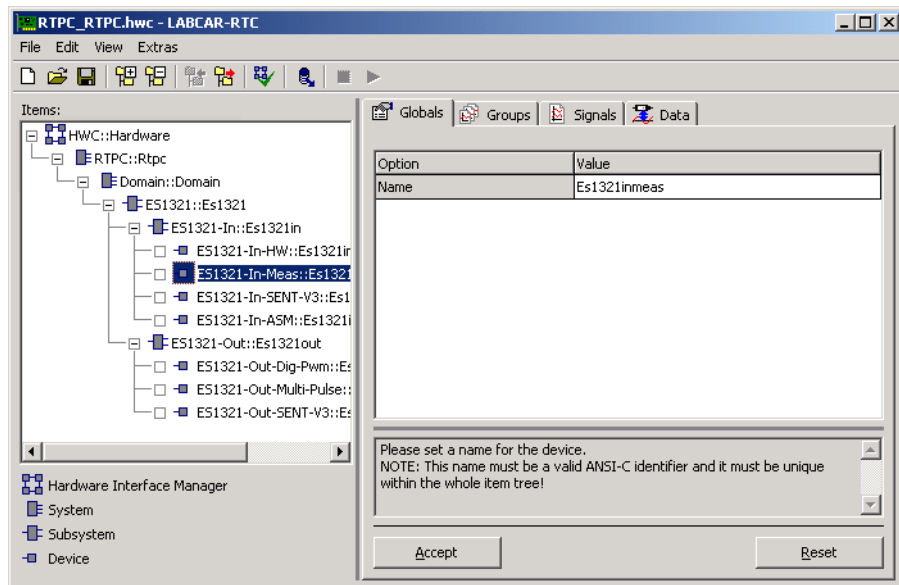 RTPC_RTPC.hwc - LABCAR-RTC
File Edit View Extras
Items:
HWC::Hardware
RTPC::Rtpc
Domain::Domain
ES1321::Es1321
ES1321-In::Es1321in
ES1321-In-HW::Es1321in
ES1321-In-Meas::Es1321
ES1321-In-SENT-V3::Es1
ES1321-In-ASM::Es1321i
ES1321-Out::Es1321out
ES1321-Out-Dig-Pwm::Es
ES1321-Out-Multi-Pulse::
ES1321-Out-SENT-V3::Es
Hardware Interface Manager
System
Subsystem
Device
Globals Groups Signals Data
Option Value
Name Es1321inmeas
Please set a name for the device.
NOTE: This name must be a valid ANSI-C identifier and it must be unique
within the whole item tree!
Accept Reset